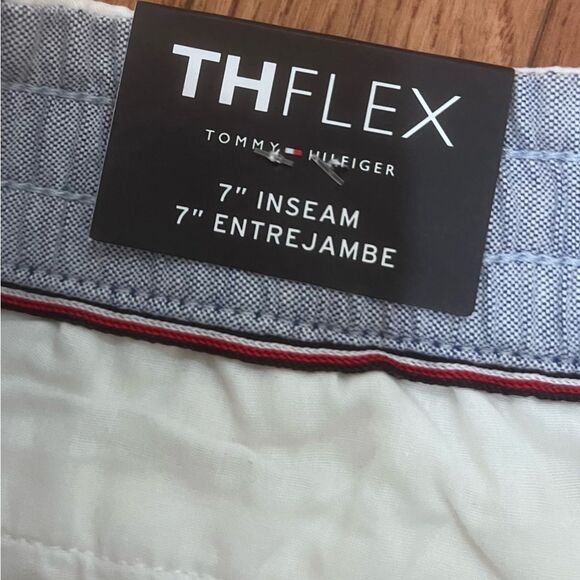 THFLEX
TOMMY HILFIGER
7" INSEAM
7" ENTREJAMBE